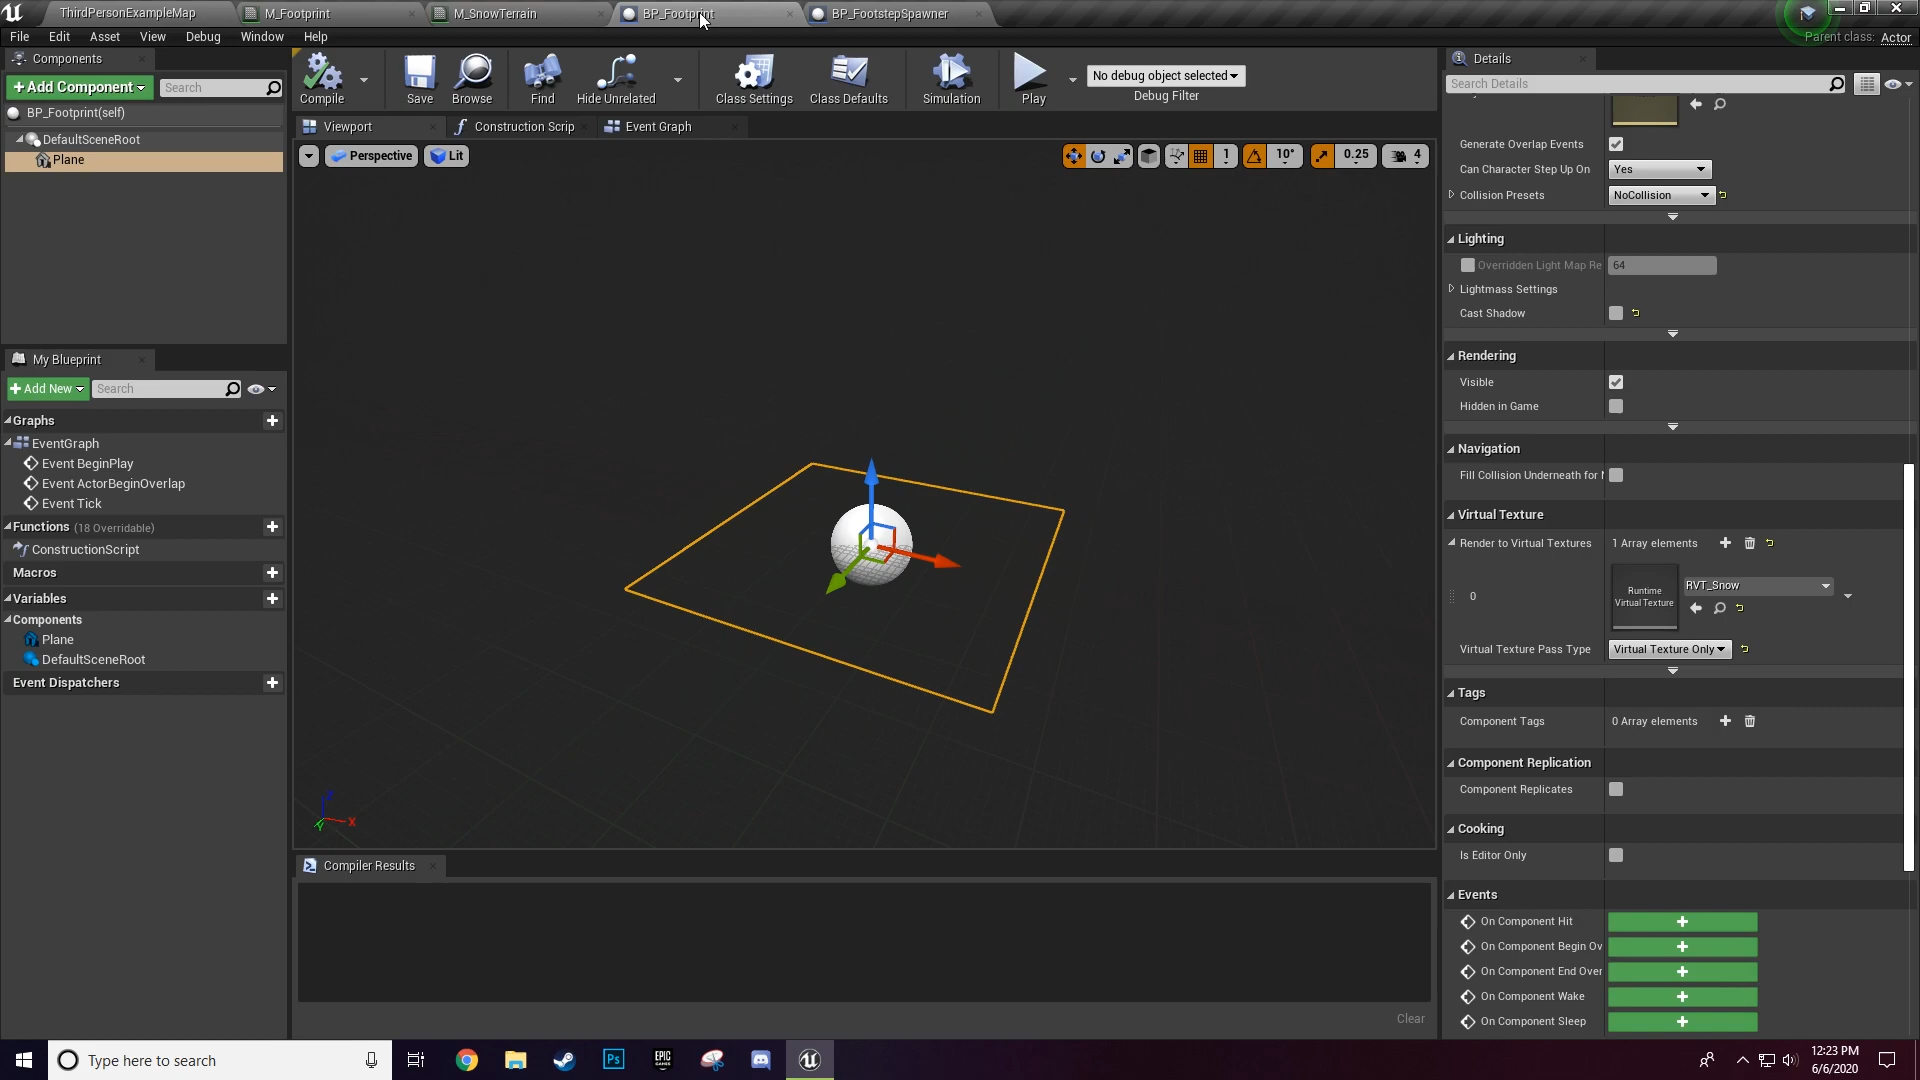 ThirdPersonExampleMap
M_Footprint
M_SnowTerrain
BP_Footprint
BP_FootstepSpawner
File Edit Asset View Debug Window Help
Parent class: Actor
Components
+Add Component
Search
BP_Footprint(self)
DefaultSceneRoot
Plane
Compile
Save
Browse
Find
Hide Unrelated
Class Settings
Class Defaults
Simulation
Play
No debug object selected
Debug Filter
Viewport
Construction Scrip
Event Graph
Perspective
Lit
1
10°
0.25
4
My Blueprint
+Add New
Search
Graphs
EventGraph
Event BeginPlay
Event ActorBeginOverlap
Event Tick
Functions (18 Overridable)
ConstructionScript
Macros
Variables
Components
Plane
DefaultSceneRoot
Event Dispatchers
Z
X
Y
Compiler Results
Clear
Details
Search Details
Generate Overlap Events
Can Character Step Up On Yes
Collision Presets NoCollision
Lighting
Overridden Light Map Re 64
Lightmass Settings
Cast Shadow
Rendering
Visible
Hidden in Game
Navigation
Fill Collision Underneath for
Virtual Texture
Render to Virtual Textures 1 Array elements
0
Runtime
Virtual Texture
RVT_Snow
Virtual Texture Pass Type Virtual Texture Only
Tags
Component Tags 0 Array elements
Component Replication
Component Replicates
Cooking
Is Editor Only
Events
On Component Hit
On Component Begin Ov
On Component End Over
On Component Wake
On Component Sleep
Type here to search
Ps
EPIC
GAMES
12:23 PM
6/6/2020